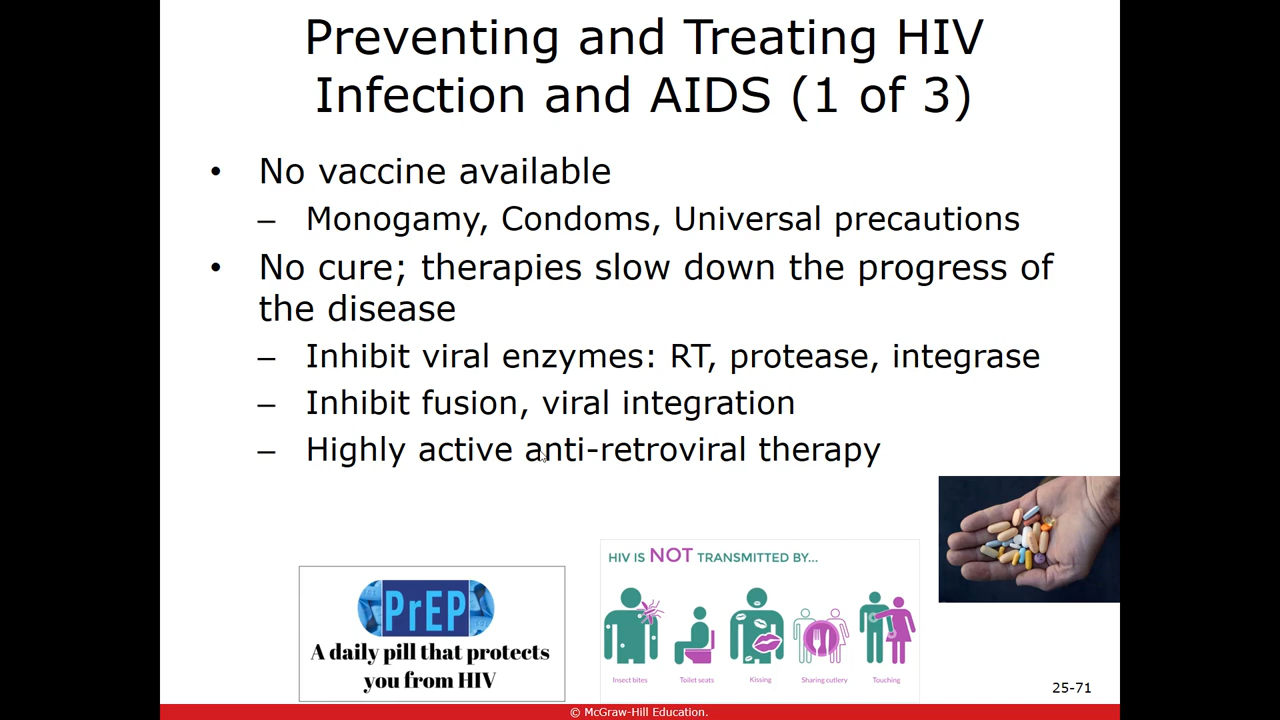 Preventing and Treating HIV
Infection and AIDS (1 of 3)
• No vaccine available
– Monogamy, Condoms, Universal precautions
• No cure; therapies slow down the progress of
the disease
– Inhibit viral enzymes: RT, protease, integrase
– Inhibit fusion, viral integration
– Highly active anti-retroviral therapy
PrEP
A daily pill that protects
you from HIV
HIV IS NOT TRANSMITTED BY...
Insect bites Toilet seats Kissing Sharing cutlery Touching
25-71
© McGraw-Hill Education.